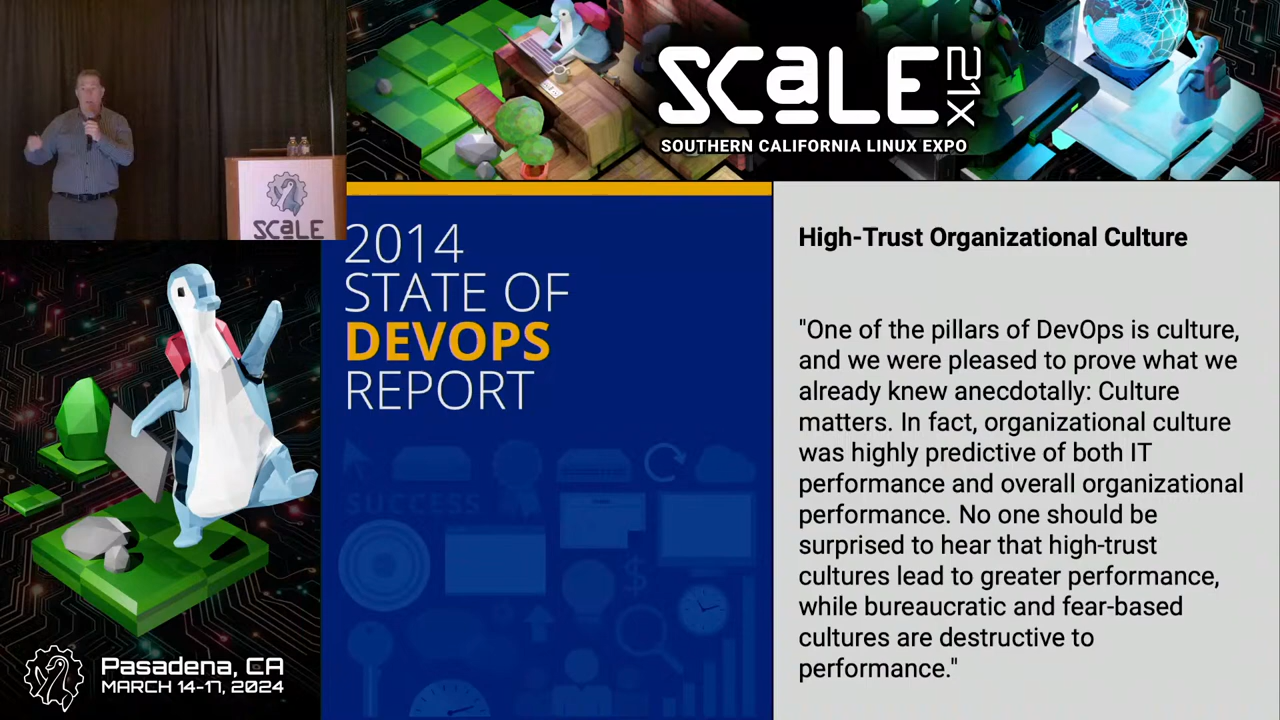 SCaLE 21x
SOUTHERN CALIFORNIA LINUX EXPO
SCaLE
2014
STATE OF
DEVOPS
REPORT
SUCCESS
$
High-Trust Organizational Culture
"One of the pillars of DevOps is culture,
and we were pleased to prove what we
already knew anecdotally: Culture
matters. In fact, organizational culture
was highly predictive of both IT
performance and overall organizational
performance. No one should be
surprised to hear that high-trust
cultures lead to greater performance,
while bureaucratic and fear-based
cultures are destructive to
performance."
Pasadena, CA
MARCH 14-17, 2024